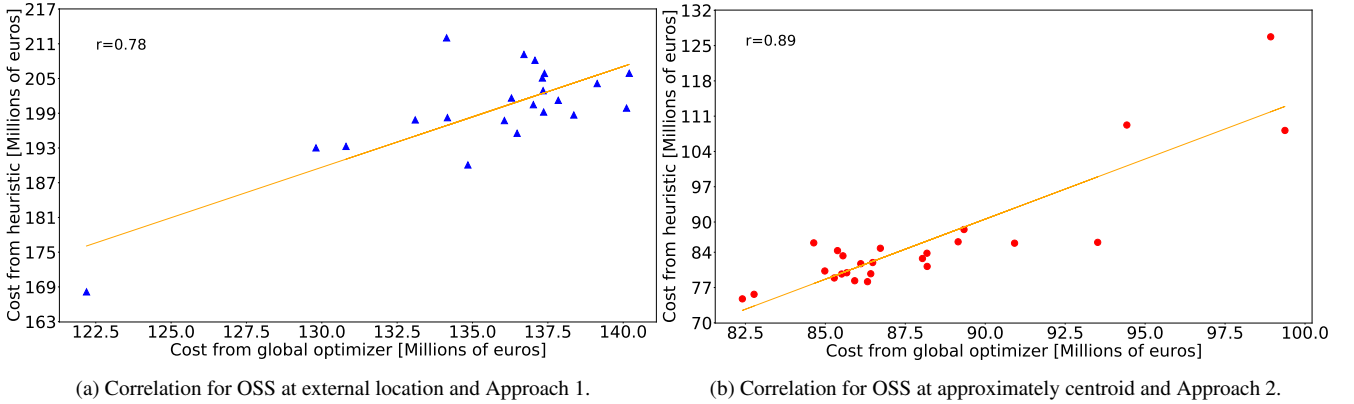 217
211
205
199
193
187
181
175
169
163
Cost from heuristic [Millions of euros]
r=0.78
122.5 125.0 127.5 130.0 132.5 135.0 137.5 140.0
Cost from global optimizer [Millions of euros]
(a) Correlation for OSS at external location and Approach 1.
132
125
118
111
104
97
90
84
77
70
Cost from heuristic [Millions of euros]
r=0.89
82.5 85.0 87.5 90.0 92.5 95.0 97.5 100.0
Cost from global optimizer [Millions of euros]
(b) Correlation for OSS at approximately centroid and Approach 2.